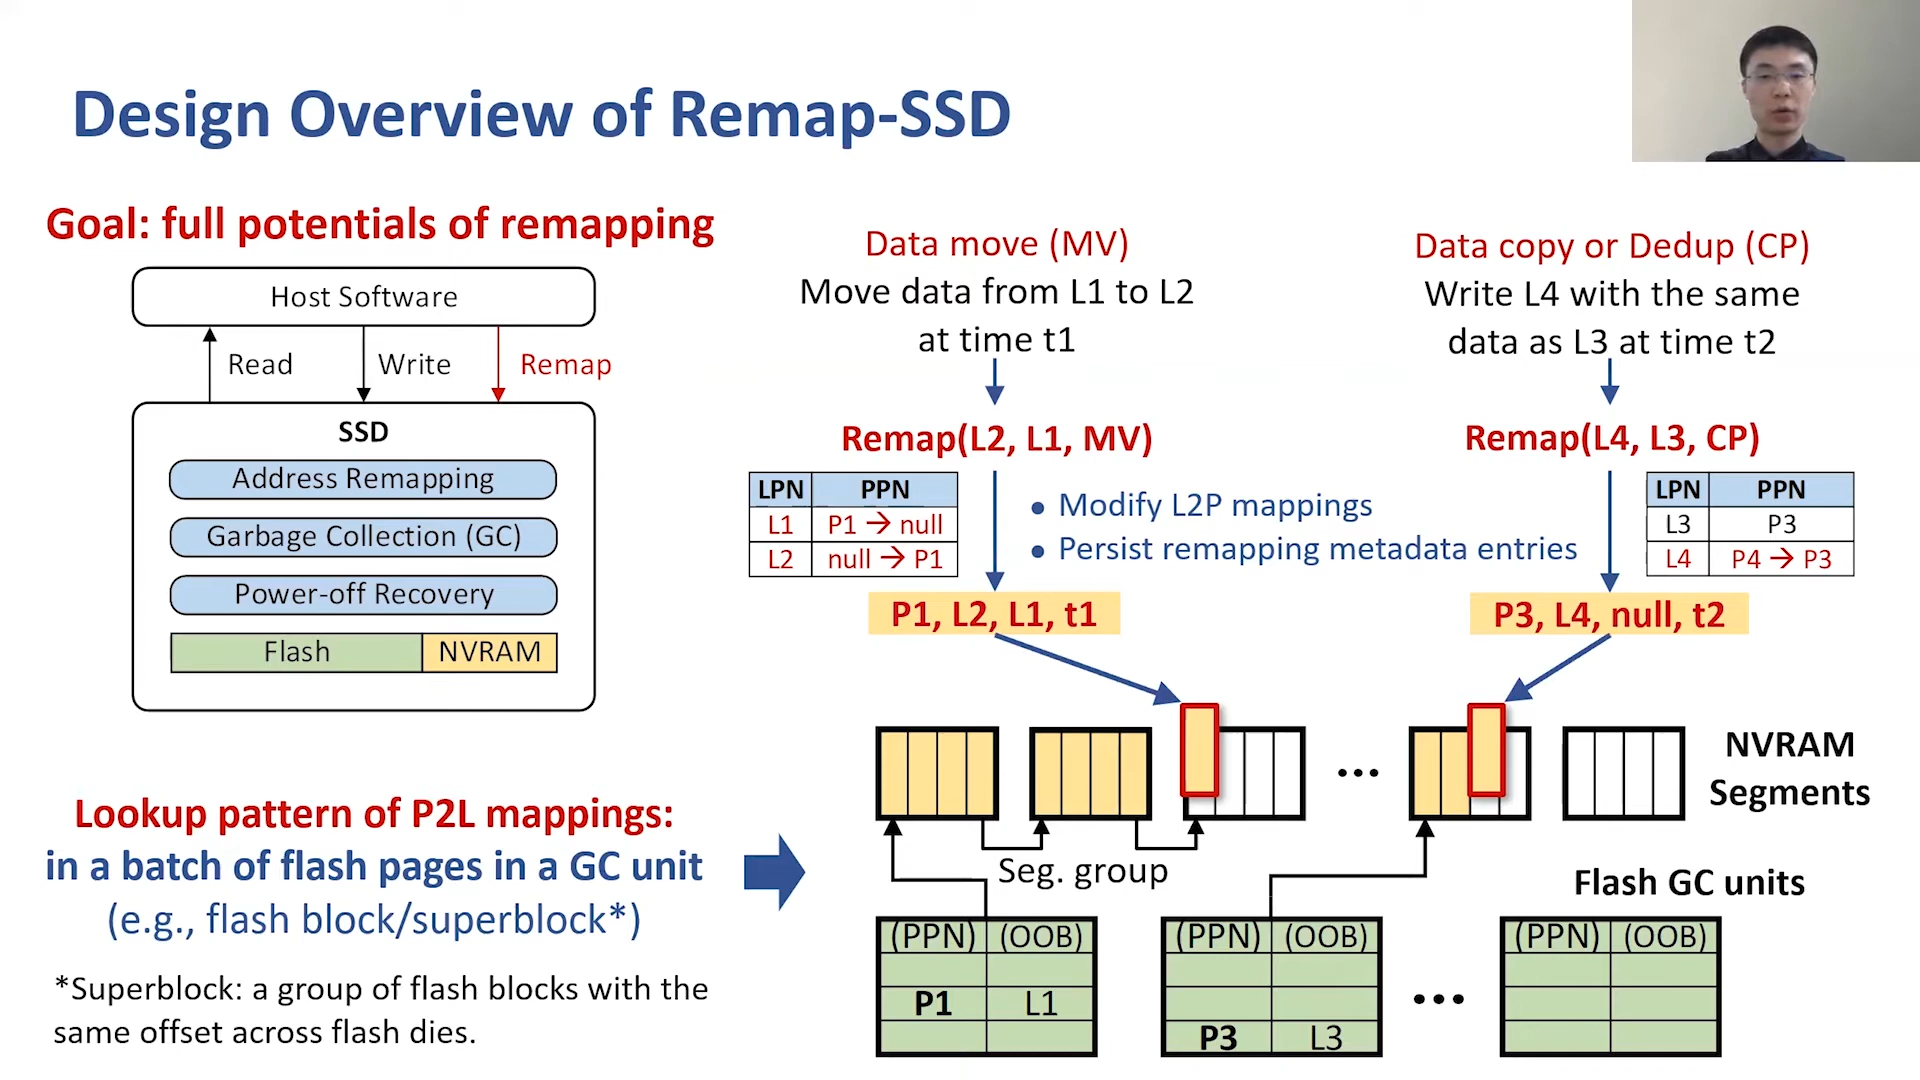 Design Overview of Remap-SSD
Goal: full potentials of remapping
Host Software
Read
Write
Remap
SSD
Address Remapping
Garbage Collection (GC)
Power-off Recovery
Flash
NVRAM
Lookup pattern of P2L mappings:
in a batch of flash pages in a GC unit
(e.g., flash block/superblock*)
*Superblock: a group of flash blocks with the
same offset across flash dies.
Data move (MV)
Move data from L1 to L2
at time t1
Remap(L2, L1, MV)
LPN PPN
L1 P1 → null
L2 null → P1
• Modify L2P mappings
• Persist remapping metadata entries
P1, L2, L1, t1
Data copy or Dedup (CP)
Write L4 with the same
data as L3 at time t2
Remap(L4, L3, CP)
LPN PPN
L3 P3
L4 P4 → P3
P3, L4, null, t2
...
NVRAM
Segments
Seg. group
Flash GC units
(PPN) (OOB)
P1 L1
(PPN) (OOB)
P3 L3
...
(PPN) (OOB)